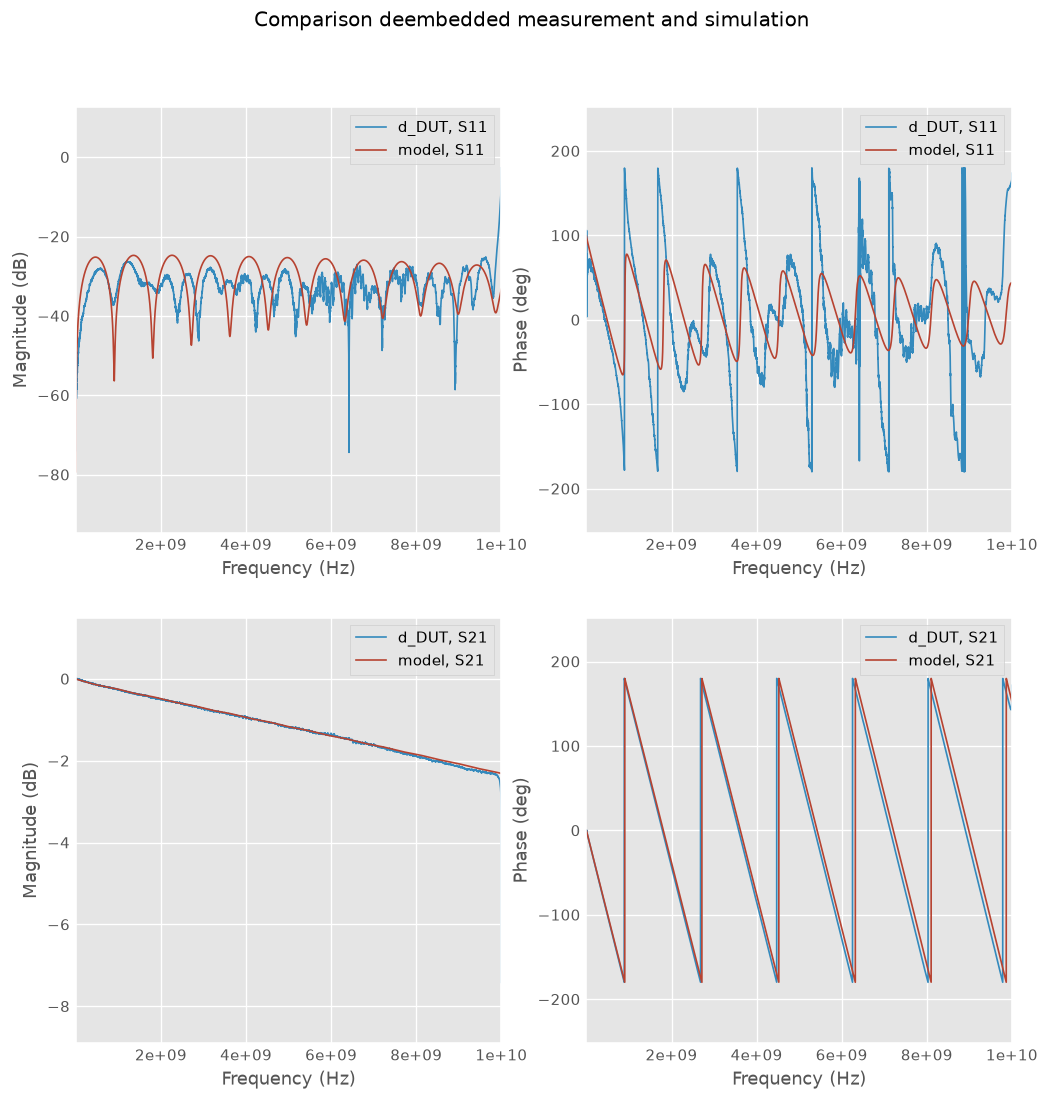 Comparison deembedded measurement and simulation
d_DUT, S11
model, S11
0
−20
−40
−60
−80
Magnitude (dB)
2e+09 4e+09 6e+09 8e+09 1e+10
Frequency (Hz)
d_DUT, S11
model, S11
200
100
0
−100
−200
Phase (deg)
2e+09 4e+09 6e+09 8e+09 1e+10
Frequency (Hz)
d_DUT, S21
model, S21
0
−2
−4
−6
−8
Magnitude (dB)
2e+09 4e+09 6e+09 8e+09 1e+10
Frequency (Hz)
d_DUT, S21
model, S21
200
100
0
−100
−200
Phase (deg)
2e+09 4e+09 6e+09 8e+09 1e+10
Frequency (Hz)